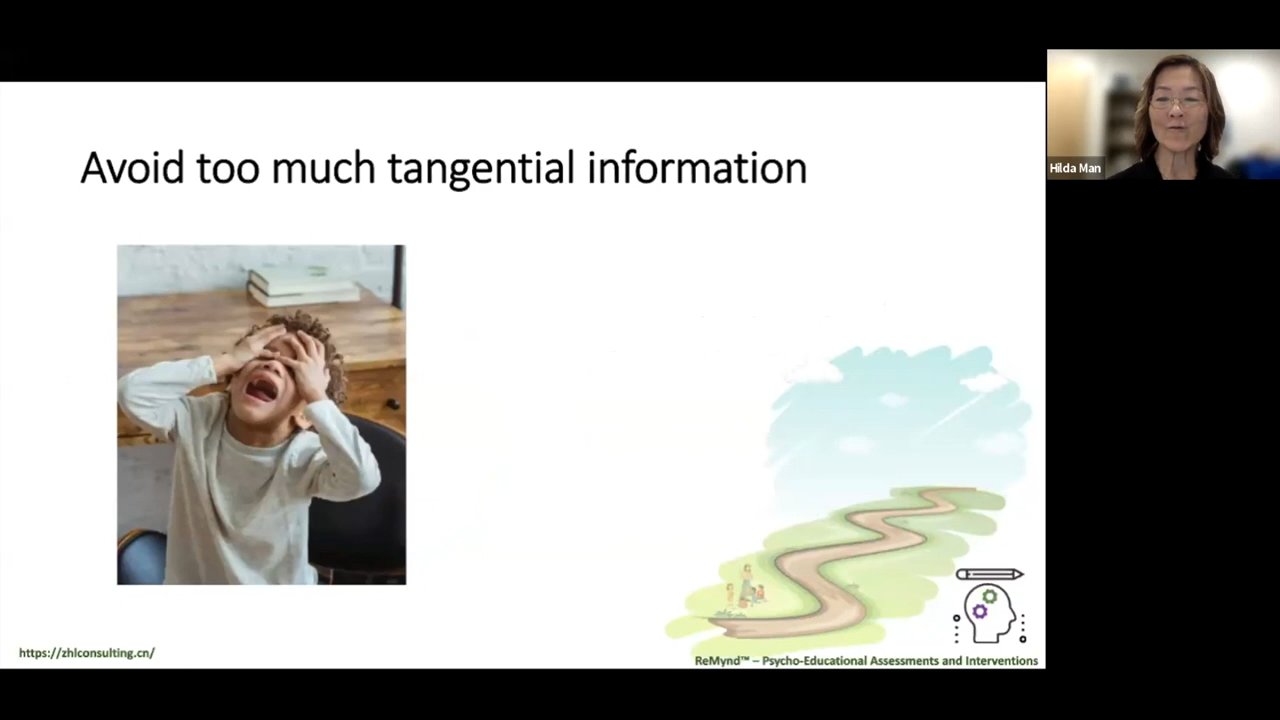 Avoid too much tangential information
Hilda Man
https://zhlconsulting.cn/
ReMynd™ – Psycho-Educational Assessments and Interventions